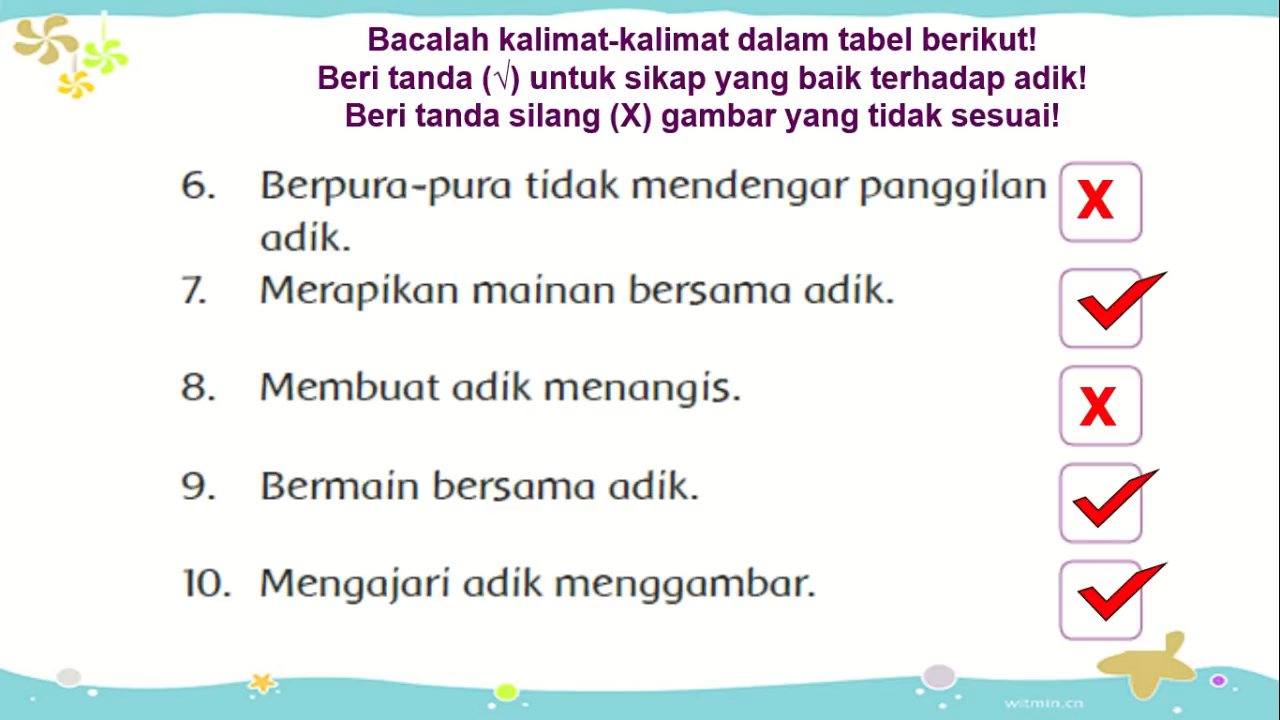 Bacalah kalimat-kalimat dalam tabel berikut!
Beri tanda (√) untuk sikap yang baik terhadap adik!
Beri tanda silang (X) gambar yang tidak sesuai!
6. Berpura-pura tidak mendengar panggilan X
adik.
7. Merapikan mainan bersama adik. ✓
8. Membuat adik menangis. X
9. Bermain bersama adik. ✓
10. Mengajari adik menggambar. ✓
witmin.cn